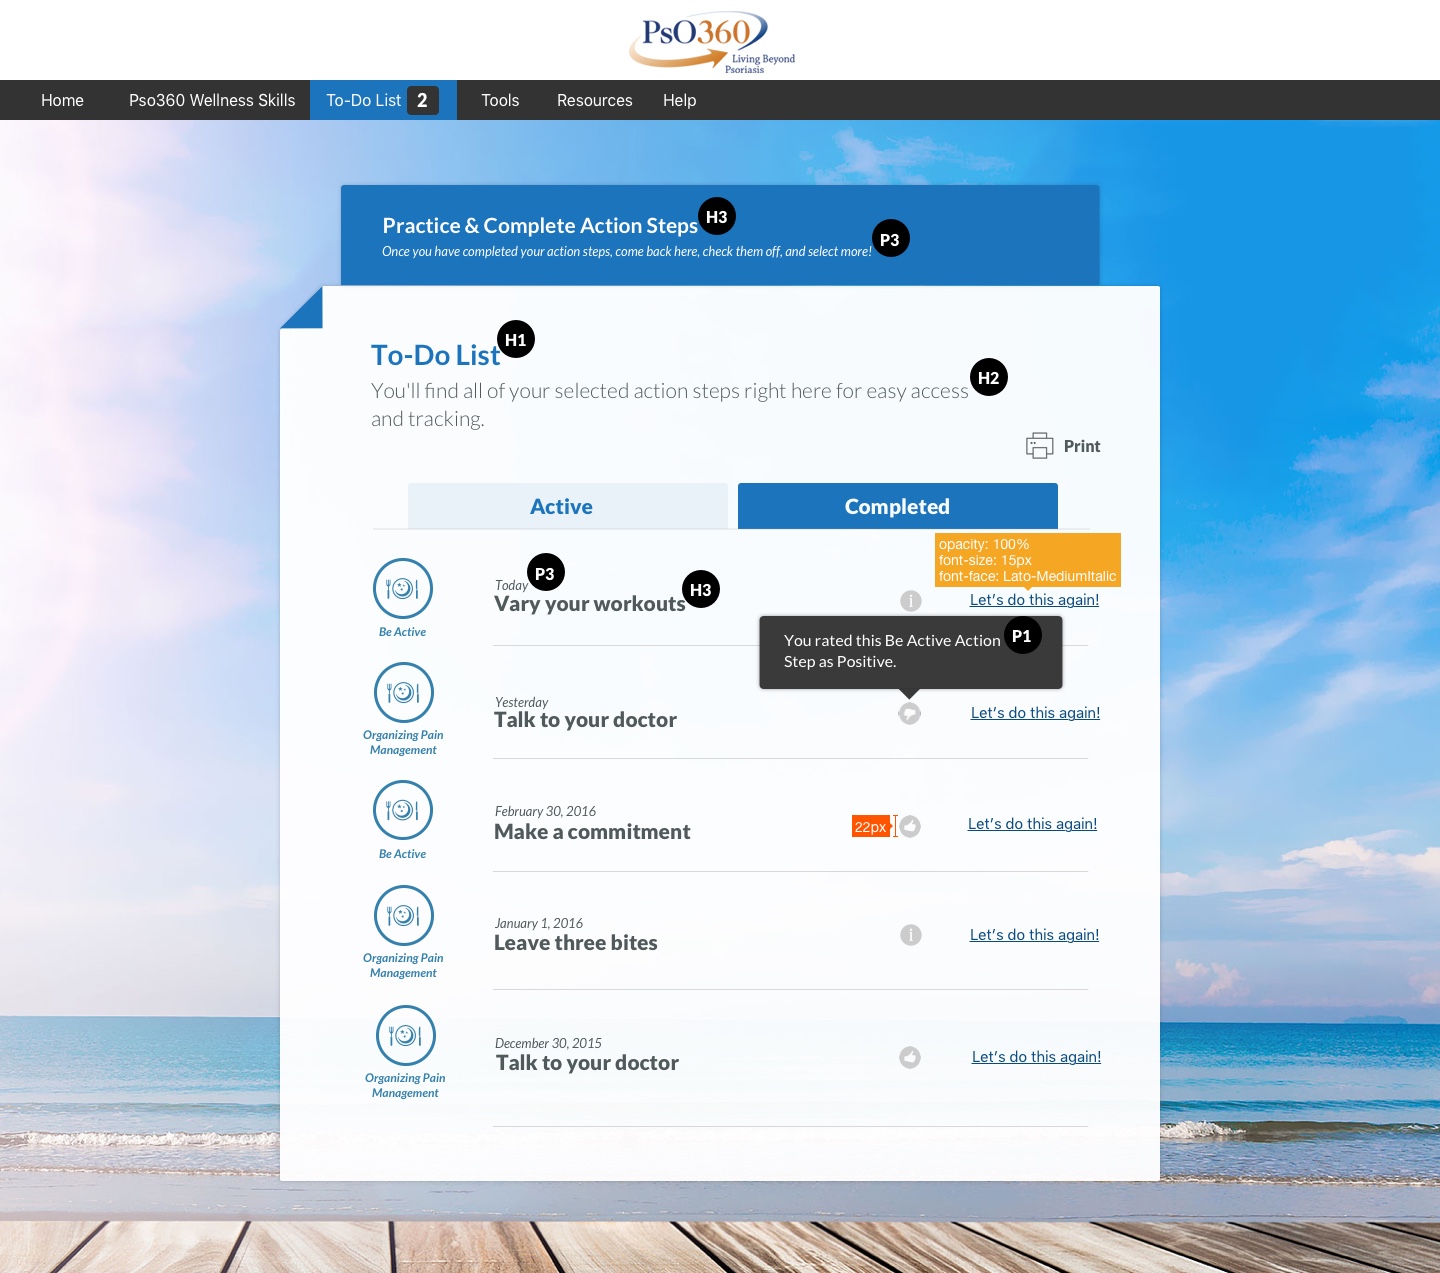 PsO360
Living Beyond
Psoriasis
Home Pso360 Wellness Skills To-Do List 2 Tools Resources Help
Practice & Complete Action Steps H3
Once you have completed your action steps, come back here, check them off, and select more! P3
To-Do List H1
You'll find all of your selected action steps right here for easy access H2
and tracking.
Print
Active Completed
opacity: 100%
font-size: 15px
font-face: Lato-MediumItalic
Today P3
Vary your workouts H3
i
Let's do this again!
Be Active
You rated this Be Active Action P1
Step as Positive.
Yesterday
Talk to your doctor
Let's do this again!
Organizing Pain
Management
February 30, 2016
Make a commitment
22px
Let's do this again!
Be Active
January 1, 2016
Leave three bites
i
Let's do this again!
Organizing Pain
Management
December 30, 2015
Talk to your doctor
Let's do this again!
Organizing Pain
Management